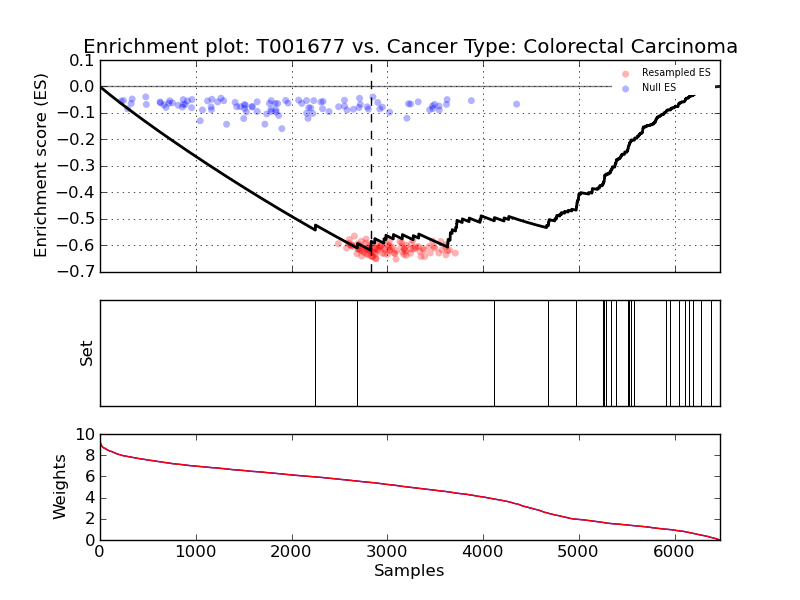 Enrichment plot: T001677 vs. Cancer Type: Colorectal Carcinoma
0.1
0.0
−0.1
−0.2
−0.3
−0.4
−0.5
−0.6
−0.7
Enrichment score (ES)
Resampled ES
Null ES
Set
10
8
6
4
2
0
Weights
0 1000 2000 3000 4000 5000 6000
Samples